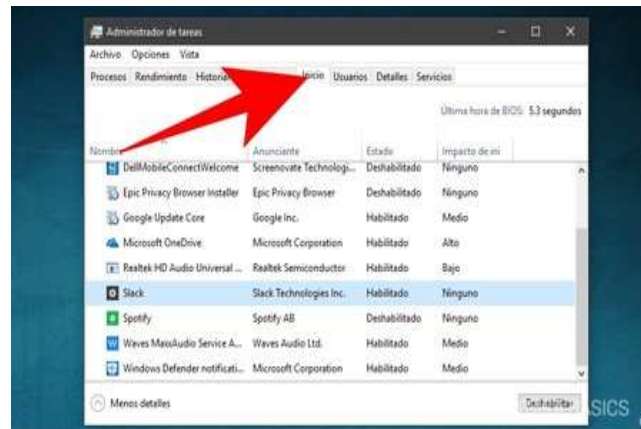 Administrador de tareas
Archivo Opciones Vista
Procesos Rendimiento Historia Inicio Usuarios Detalles Servicios
Última hora de BIOS: 5.3 segundos
Nombre Anunciante Estado Impacto de ini
DellMobileConnectWelcome Screenovate Technologi... Deshabilitado Ninguno
Epic Privacy Browser Installer Epic Privacy Browser Deshabilitado Ninguno
Google Update Core Google Inc. Habilitado Medio
Microsoft OneDrive Microsoft Corporation Habilitado Alto
Realtek HD Audio Universal ... Realtek Semiconductor Habilitado Bajo
Slack Slack Technologies Inc. Habilitado Ninguno
Spotify Spotify AB Deshabilitado Ninguno
Waves MaxxAudio Service A... Waves Audio Ltd. Habilitado Medio
Windows Defender notificati... Microsoft Corporation Habilitado Medio
Menos detalles Deshabilitar
SICS